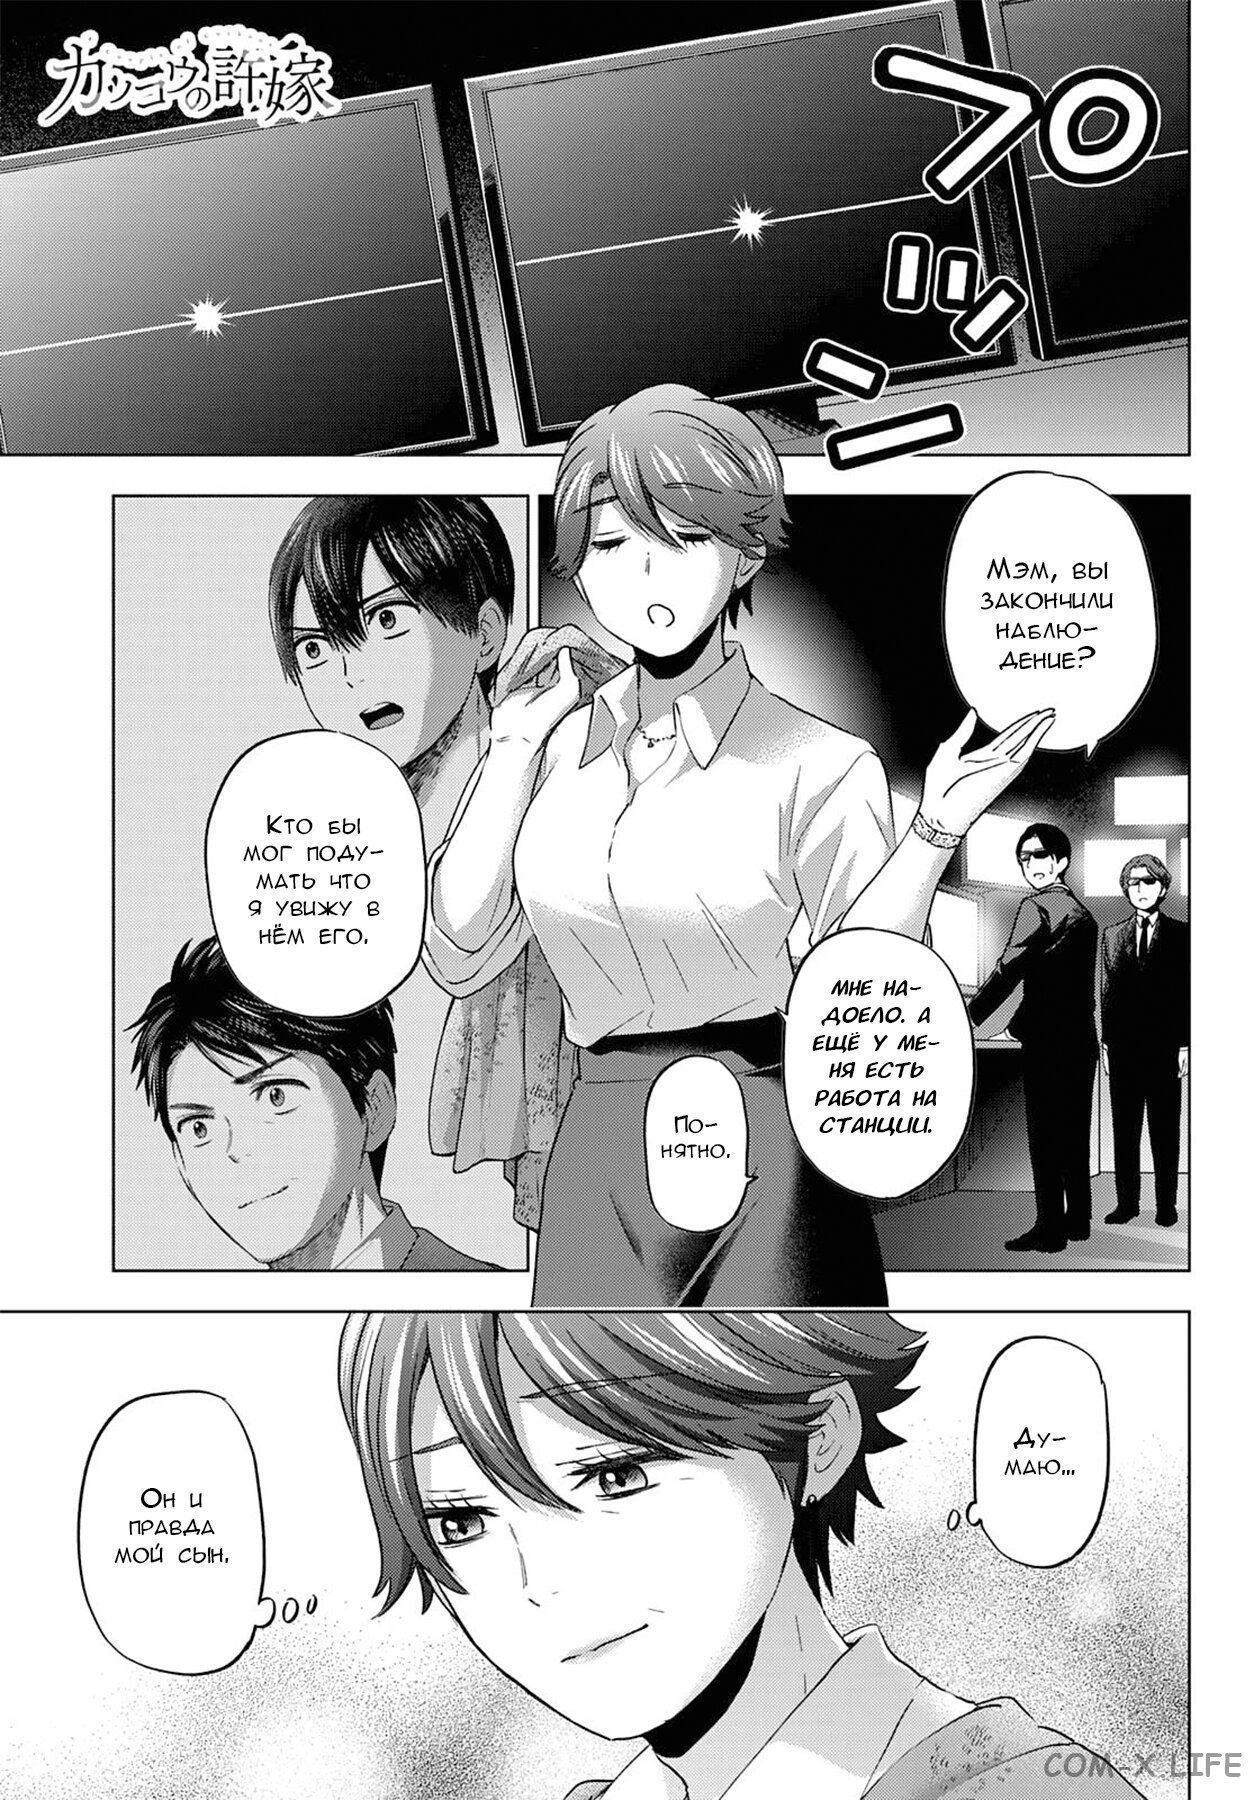 カッコウの許嫁
プツン
Мэм, вы
закончили
наблю-
дение?
мне на-
доело. а
ещё у ме-
ня есть
работа на
станции.
По-
нятно.
Кто бы
мог поду-
мать что
я увижу в
нём его.
Ду-
маю...
Он и
правда
мой сын.
COM-X.LIFE